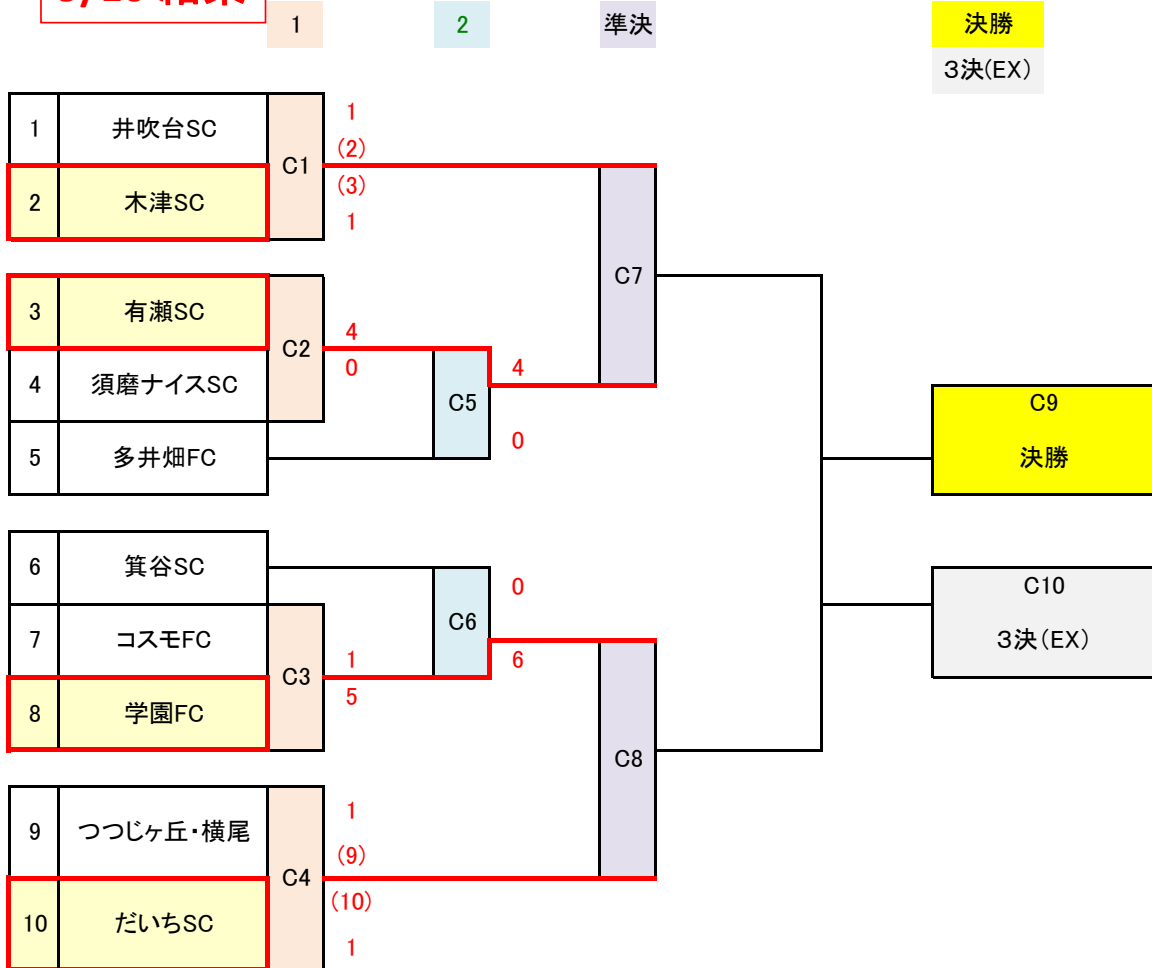 1
2
準決
決勝
3決(EX)
1
井吹台SC
C1
1
(2)
2
木津SC
(3)
1
C7
3
有瀬SC
C2
4
0
4
須磨ナイスSC
C5
4
0
5
多井畑FC
C9
決勝
6
箕谷SC
C6
0
6
7
コスモFC
C3
1
5
8
学園FC
C8
C10
3決(EX)
9
つつじヶ丘・横尾
C4
1
(9)
10
だいちSC
(10)
1